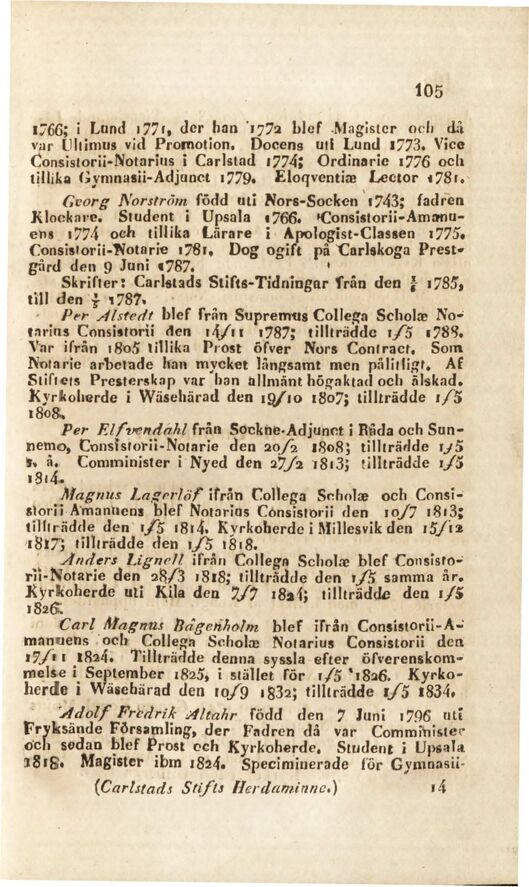 105
1766; i Lund 1771, der han 1772 blef Magister och då
var Ultimus vid Promotion. Docens uti Lund 1773. Vice
Consistorii-Notarius i Carlstad 1774; Ordinarie 1776 och
tillika Gymnasii-Adjunct 1779. Eloqventiæ Lector 1781.
Georg Norström född uti Nors-Socken 1743; fadren
Klockare. Student i Upsala 1766. Consistorii-Amanu-
ens 1774 och tillika Lärare i Apologist-Classen 1775.
Consistorii-Notarie 1781. Dog ogift på Carlskoga Prest-
gård den 9 Juni 1787.
Skrifter: Carlstads Stifts-Tidningar från den 1785,
till den 1787.
Per Alstedt blef från Supremus Collega Scholæ No-
tarius Consistorii den 14/11 1787; tillträdde 1/5 1788.
Var ifrån 1805 tillika Prost öfver Nors Contract. Som
Notarie arbetade han mycket långsamt men pålitligt. Af
Stiftets Presterskap var han allmänt högaktad och älskad.
Kyrkoherde i Wäsehärad den 19/10 1807; tillträdde 1/5
1808.
Per Elfvendahl från Sockne-Adjunct i Råda och Sun-
nemo, Consistorii-Notarie den 20/2 1808; tillträdde 1/5
s. å. Comminister i Nyed den 27/2 1813; tillträdde 1/5
1814.
Magnus Lagerlöf ifrån Collega Scholæ och Consi-
storii Amanuens blef Notarius Consistorii den 10/7 1813;
tillträdde den 1/5 1814. Kyrkoherde i Millesvik den 15/12
1817; tillträdde den 1/5 1818.
Anders Lignell ifrån Collega Scholæ blef Consisto-
rii-Notarie den 28/3 1818; tillträdde den 1/5 samma år.
Kyrkoherde uti Kila den 7/7 1824; tillträdde den 1/5
1826.
Carl Magnus Bägenholm blef ifrån Consistorii-A-
manuens och Collega Scholæ Notarius Consistorii den
17/11 1824. Tillträdde denna syssla efter öfverenskom-
melse i September 1825, i stället för 1/5 1826. Kyrko-
herde i Wäsehärad den 10/9 1832; tillträdde 1/5 1834.
Adolf Fredrik Altahr född den 7 Juni 1796 uti
Fryksände Församling, der Fadren då var Comminister
och sedan blef Prost och Kyrkoherde. Student i Upsala
1818. Magister ibm 1824. Speciminerade för Gymnasii-
(Carlstads Stifts Herdaminne.) 14